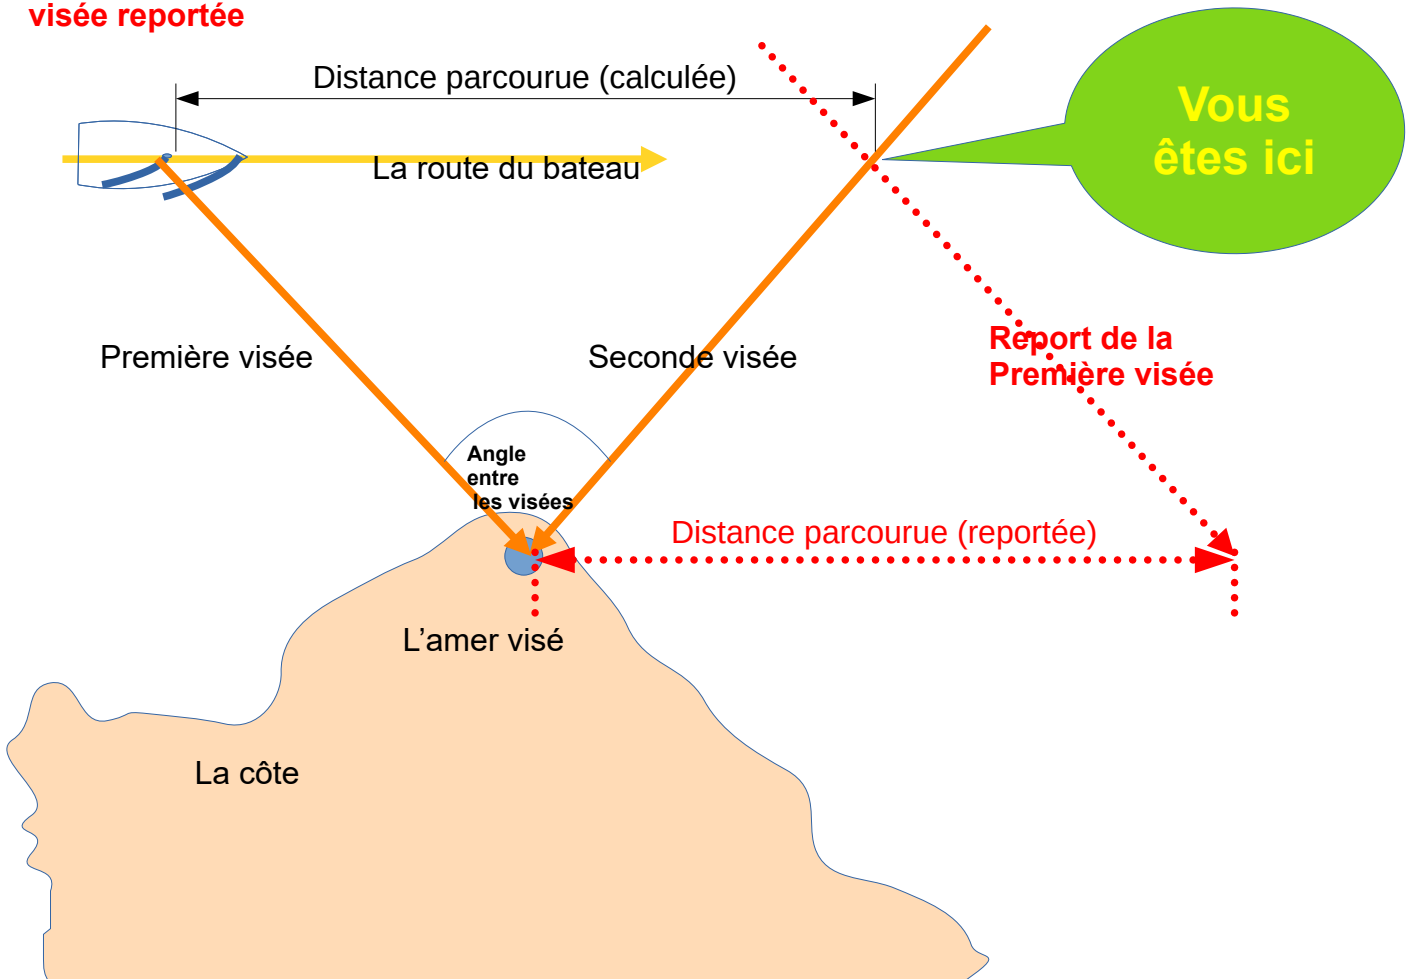 visée reportée
Distance parcourue (calculée)
Vous
êtes ici
La route du bateau
Première visée
Seconde visée
Report de la
Première visée
Angle
entre
les visées
Distance parcourue (reportée)
L’amer visé
La côte